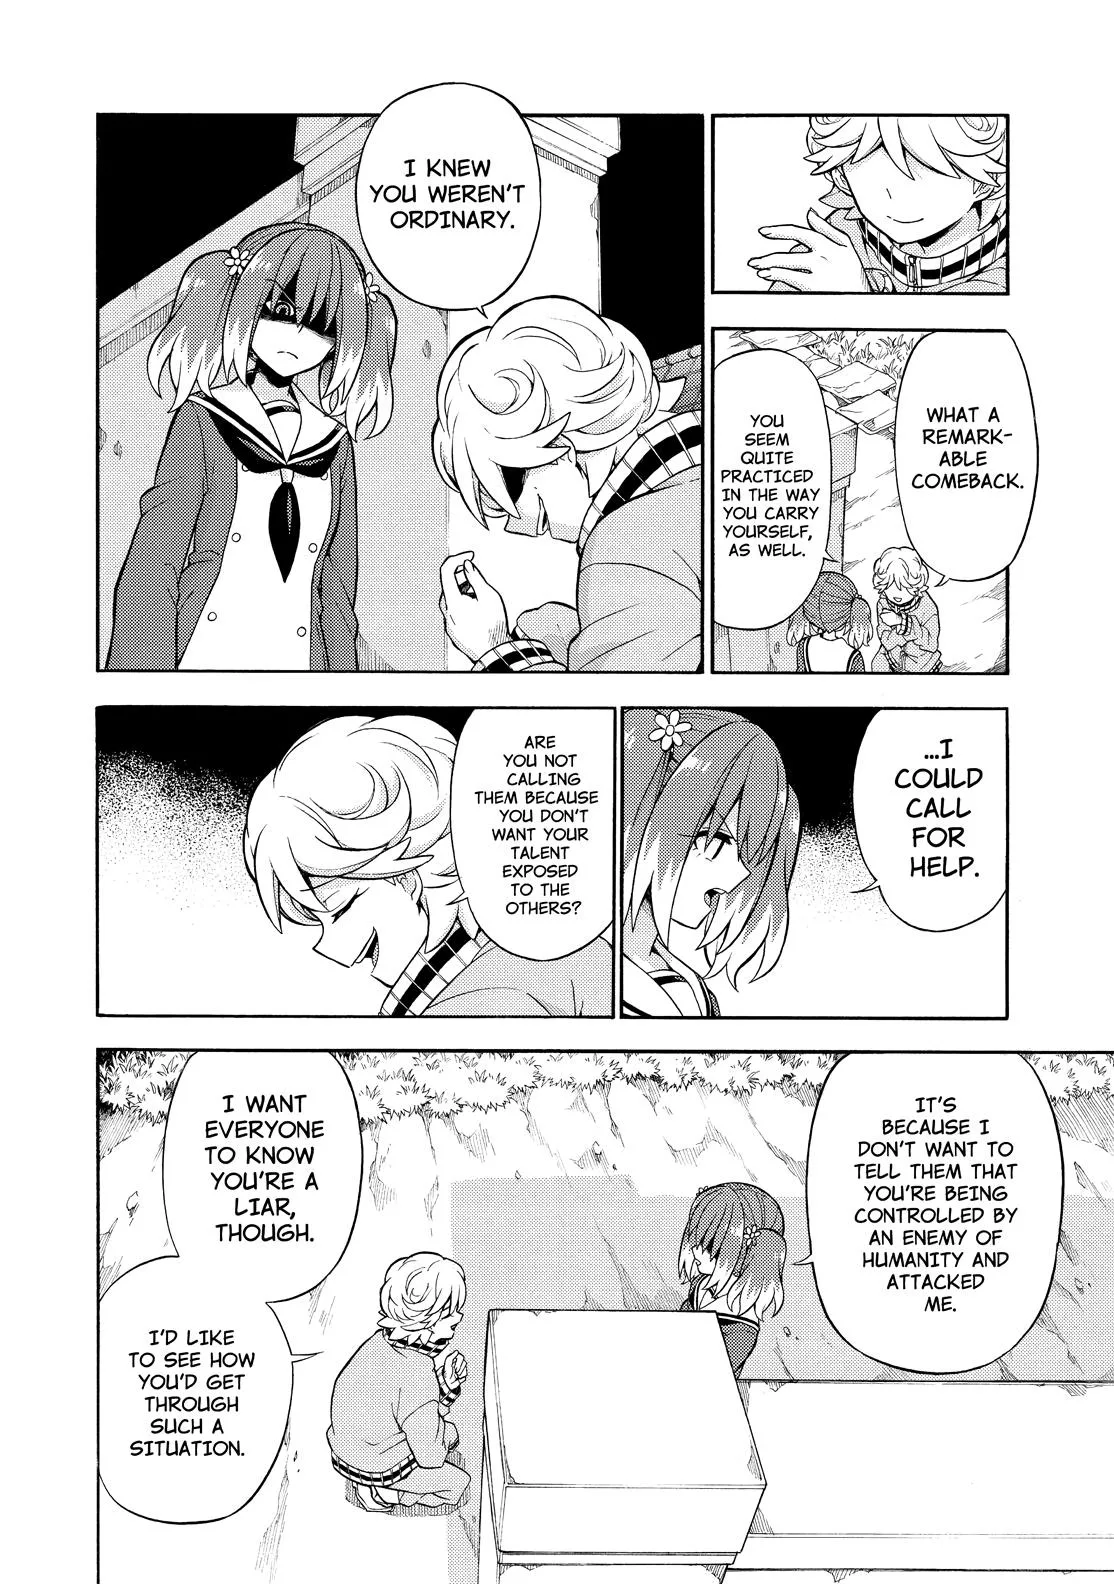 WHAT A
REMARK-
ABLE
COMEBACK.
YOU
SEEM
QUITE
PRACTICED
IN THE WAY
YOU CARRY
YOURSELF,
AS WELL.
I KNEW
YOU WEREN'T
ORDINARY.
...I
COULD
CALL
FOR
HELP.
ARE
YOU NOT
CALLING
THEM BECAUSE
YOU DON'T
WANT YOUR
TALENT
EXPOSED
TO THE
OTHERS?
IT'S
BECAUSE I
DON'T WANT TO
TELL THEM THAT
YOU'RE BEING
CONTROLLED BY
AN ENEMY OF
HUMANITY AND
ATTACKED
ME.
I WANT
EVERYONE
TO KNOW
YOU'RE A
LIAR,
THOUGH.
I'D LIKE
TO SEE HOW
YOU'D GET
THROUGH
SUCH A
SITUATION.